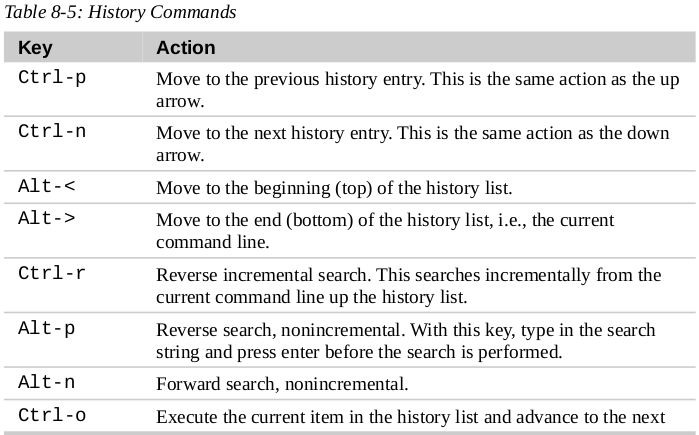 Table 8-5: History Commands
Key Action
Ctrl-p Move to the previous history entry. This is the same action as the up
arrow.
Ctrl-n Move to the next history entry. This is the same action as the down
arrow.
Alt-< Move to the beginning (top) of the history list.
Alt-> Move to the end (bottom) of the history list, i.e., the current
command line.
Ctrl-r Reverse incremental search. This searches incrementally from the
current command line up the history list.
Alt-p Reverse search, nonincremental. With this key, type in the search
string and press enter before the search is performed.
Alt-n Forward search, nonincremental.
Ctrl-o Execute the current item in the history list and advance to the next